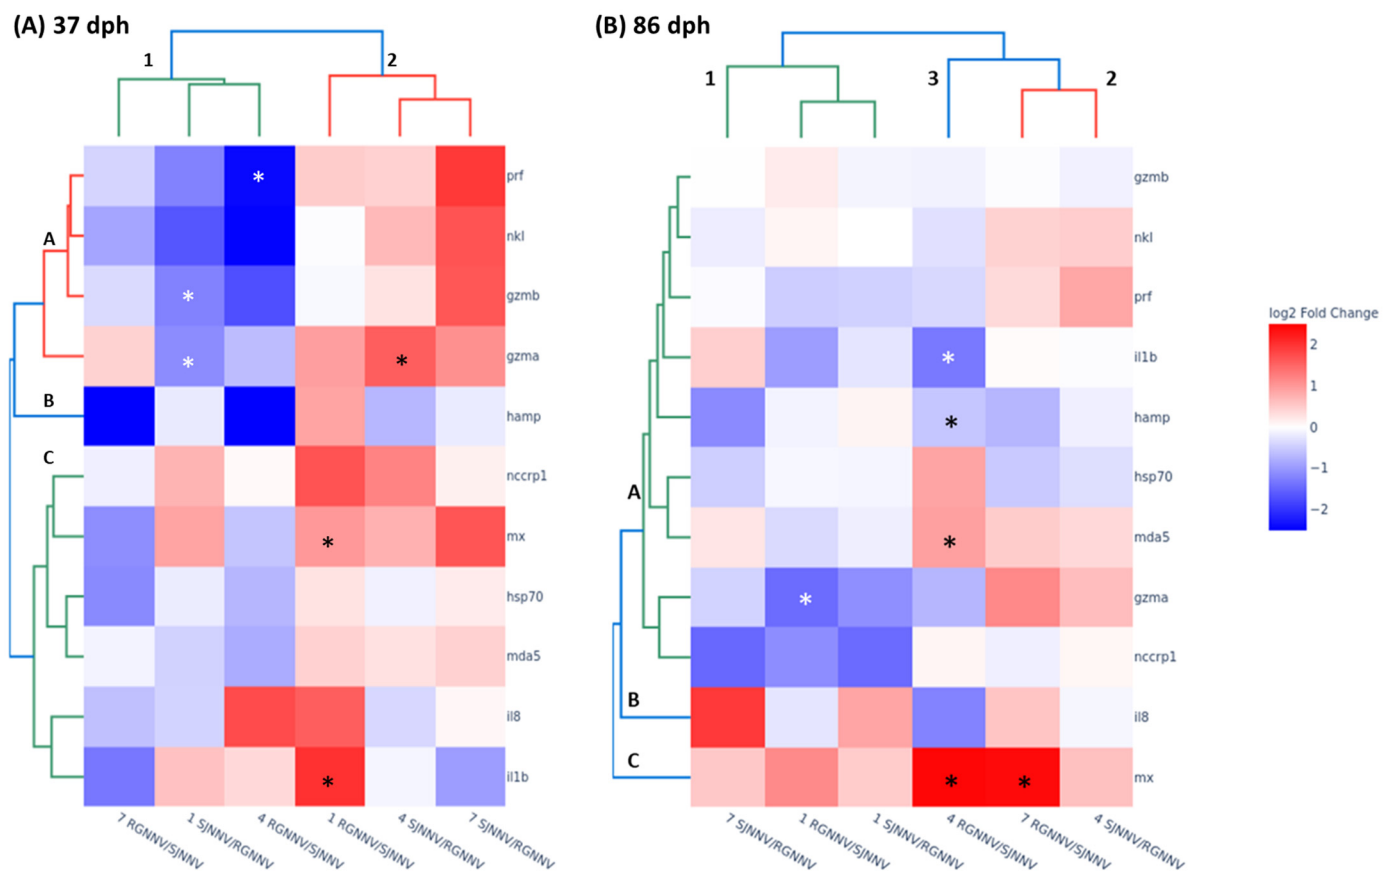 (A) 37 dph
(B) 86 dph
1
2
1
3
2
A
B
C
prf
nkl
gzmb
gzma
hamp
nccrp1
mx
hsp70
mda5
il8
il1b
*
*
*
*
*
*
7 RGNNV/SJNNV
1 SJNNV/RGNNV
4 RGNNV/SJNNV
1 RGNNV/SJNNV
4 SJNNV/RGNNV
7 SJNNV/RGNNV
A
B
C
gzmb
nkl
prf
il1b
hamp
hsp70
mda5
gzma
nccrp1
il8
mx
*
*
*
*
*
*
7 SJNNV/RGNNV
1 RGNNV/SJNNV
1 SJNNV/RGNNV
4 RGNNV/SJNNV
7 RGNNV/SJNNV
4 SJNNV/RGNNV
log2 Fold Change
2
1
0
−1
−2